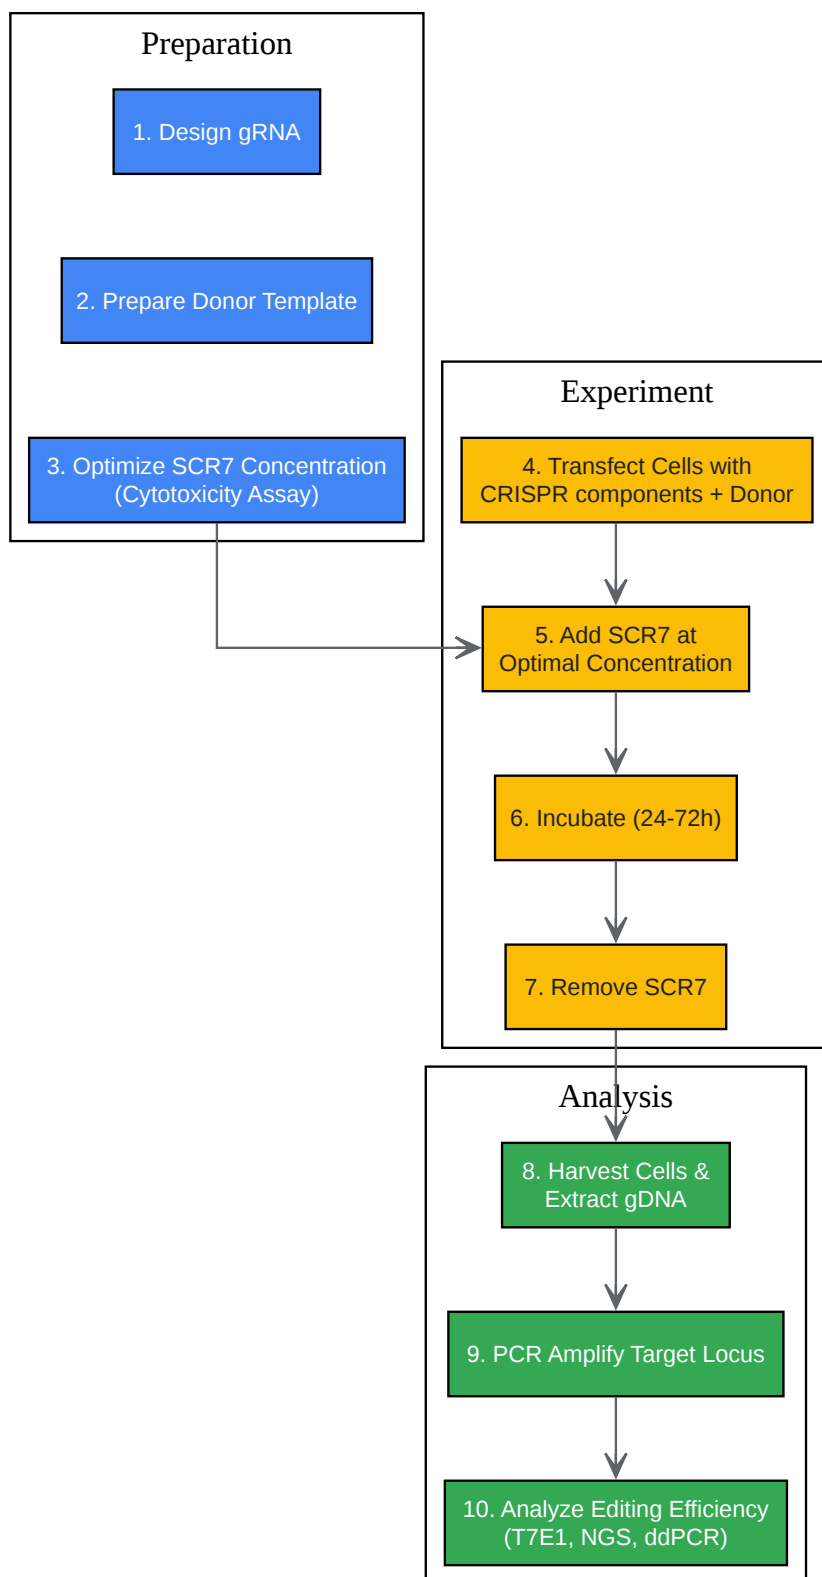 Preparation
1. Design gRNA
2. Prepare Donor Template
3. Optimize SCR7 Concentration
(Cytotoxicity Assay)
Experiment
4. Transfect Cells with
CRISPR components + Donor
5. Add SCR7 at
Optimal Concentration
6. Incubate (24-72h)
7. Remove SCR7
Analysis
8. Harvest Cells &
Extract gDNA
9. PCR Amplify Target Locus
10. Analyze Editing Efficiency
(T7E1, NGS, ddPCR)